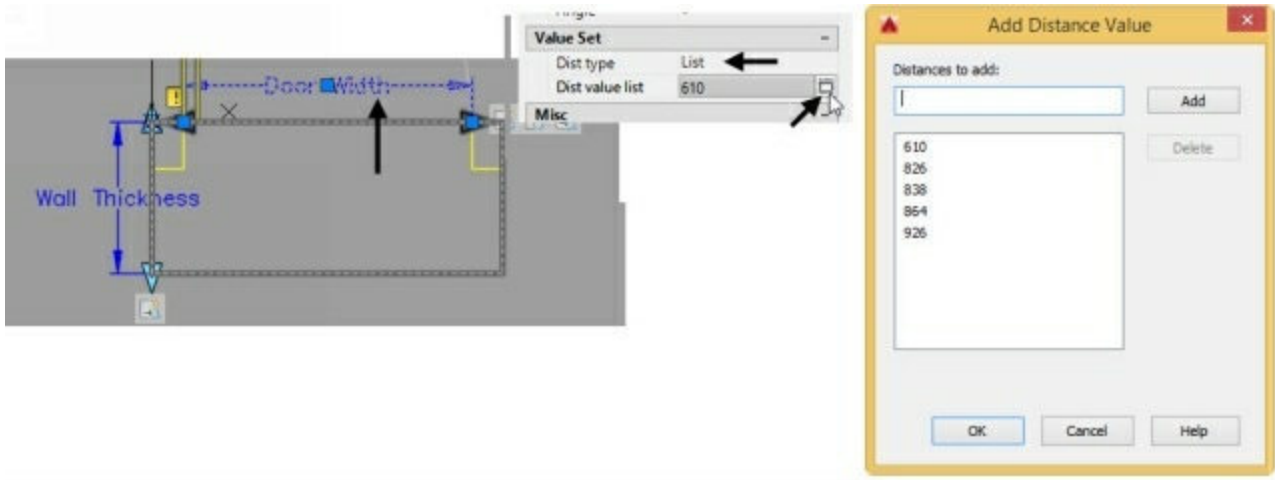 Value Set
Dist type List
Dist value list 610
Misc
Door Width
Wall Thickness
Add Distance Value
Distances to add:
Add
610
826
838
864
926
Delete
OK Cancel Help